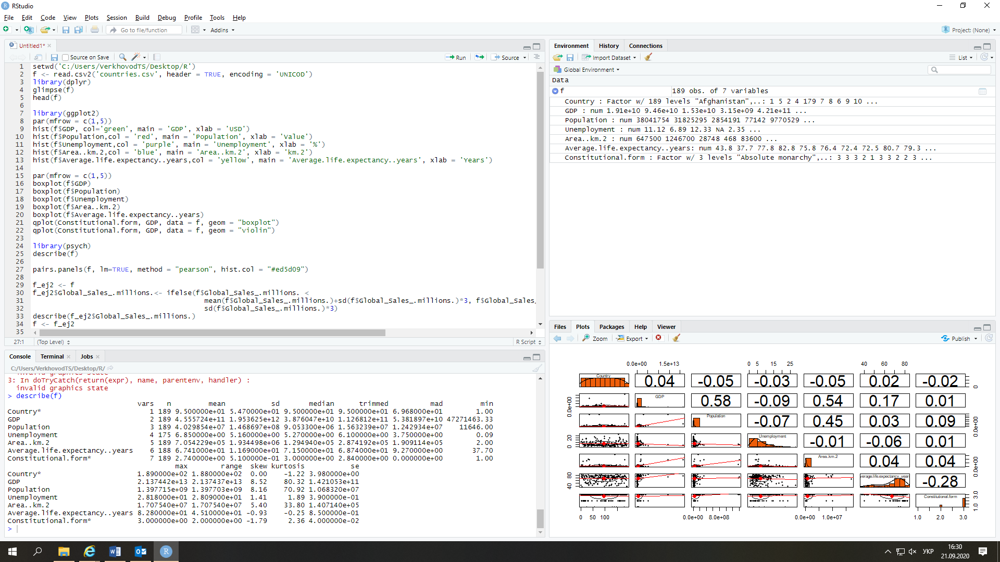 RStudio
File Edit Code View Plots Session Build Debug Profile Tools Help
Go to file/function Addins Project: (None)
Untitled1*
Source on Save Run Source
1 setwd('C:/Users/VerkhovodTS/Desktop/R')
2 f <- read.csv2('countries.csv', header = TRUE, encoding = 'UNICOD')
3 library(dplyr)
4 glimpse(f)
5 head(f)
6
7 library(ggplot2)
8 par(mfrow = c(1,5))
9 hist(f$GDP, col='green', main = 'GDP', xlab = 'USD')
10 hist(f$Population,col = 'red', main = 'Population', xlab = 'Value')
11 hist(f$Unemployment,col = 'purple', main = 'Unemployment', xlab = '%')
12 hist(f$Area..km.2,col = 'blue', main = 'Area..km.2', xlab = 'km.2')
13 hist(f$Average.life.expectancy..years,col = 'yellow', main = 'Average.life.expectancy..years', xlab = 'Years')
14
15 par(mfrow = c(1,5))
16 boxplot(f$GDP)
17 boxplot(f$Population)
18 boxplot(f$Unemployment)
19 boxplot(f$Area..km.2)
20 boxplot(f$Average.life.expectancy..years)
21 qplot(Constitutional.form, GDP, data = f, geom = "boxplot")
22 qplot(Constitutional.form, GDP, data = f, geom = "violin")
23
24 library(psych)
25 describe(f)
26
27 pairs.panels(f, lm=TRUE, method = "pearson", hist.col = "#ed5d09")
28
29 f_ej2 <- f
30 f_ej2$Global_Sales_.millions.<- ifelse(f$Global_Sales_.millions. <
31 mean(f$Global_Sales_.millions.)+sd(f$Global_Sales_.millions.)*3, f$Global_Sales_
32 sd(f$Global_Sales_.millions.)*3)
33 describe(f_ej2$Global_Sales_.millions.)
34 f <- f_ej2
35
27:1 (Top Level) R Script
Console Terminal Jobs
C:/Users/VerkhovodTS/Desktop/R/
invalid graphics state
3: In doTryCatch(return(expr), name, parentenv, handler) :
invalid graphics state
> describe(f)
vars n mean sd median trimmed mad min
Country* 1 189 9.500000e+01 5.470000e+01 9.500000e+01 9.500000e+01 6.968000e+01 1.00
GDP 2 189 4.555724e+11 1.953625e+12 3.876047e+10 1.126812e+11 5.381897e+10 47271463.33
Population 3 189 4.029854e+07 1.468697e+08 9.053300e+06 1.563239e+07 1.242934e+07 11646.00
Unemployment 4 175 6.850000e+00 5.160000e+00 5.270000e+00 6.100000e+00 3.750000e+00 0.09
Area..km.2 5 189 7.054229e+05 1.934498e+06 1.294940e+05 2.874192e+05 1.909114e+05 2.00
Average.life.expectancy..years 6 188 6.741000e+01 1.169000e+01 7.150000e+01 6.874000e+01 9.270000e+00 37.70
Constitutional.form* 7 189 2.740000e+00 5.100000e-01 3.000000e+00 2.840000e+00 0.000000e+00 1.00
max range skew kurtosis se
Country* 1.890000e+02 1.880000e+02 0.00 -1.22 3.980000e+00
GDP 2.137442e+13 2.137437e+13 8.52 80.32 1.421053e+11
Population 1.397715e+09 1.397703e+09 8.16 70.92 1.068320e+07
Unemployment 2.818000e+01 2.809000e+01 1.41 1.89 3.900000e-01
Area..km.2 1.707540e+07 1.707540e+07 5.40 33.80 1.407140e+05
Average.life.expectancy..years 8.280000e+01 4.510000e+01 -0.93 -0.25 8.500000e-01
Constitutional.form* 3.000000e+00 2.000000e+00 -1.79 2.36 4.000000e-02
>
Environment History Connections
Import Dataset List
Global Environment
Data
f 189 obs. of 7 variables
Country : Factor w/ 189 levels "Afghanistan",..: 1 5 2 4 179 7 8 6 9 10 ...
GDP : num 1.91e+10 9.46e+10 1.53e+10 3.15e+09 4.21e+11 ...
Population : num 38041754 31825295 2854191 77142 9770529 ...
Unemployment : num 11.12 6.89 12.33 NA 2.35 ...
Area..km.2 : num 647500 1246700 28748 468 83600 ...
Average.life.expectancy..years: num 43.8 37.7 77.8 82.8 75.8 76.4 72.4 72.5 80.7 79.3 ...
Constitutional.form : Factor w/ 3 levels "Absolute monarchy",..: 3 3 3 2 1 3 3 2 2 3 ...
Files Plots Packages Help Viewer
Zoom Export Publish
0.0e+00 1.5e+13 0 5 15 25 40 60 80
Country 0.04 -0.05 -0.03 -0.05 0.02 -0.02 0
0.0e+00 GDP 0.58 -0.09 0.54 0.17 0.01
Population -0.07 0.45 0.03 0.09 0.0e+00
0 20 Unemployment -0.01 -0.06 0.01
Area..km.2 0.04 0.04 0.0e+00
40 80 verage.life.expectancy..years -0.28
Constitutional.form 1.0 3.0
0 50 100 0.0e+00 8.0e+08 0.0e+00 1.0e+07 1.0 2.0 3.0
УКР 16:30
21.09.2020